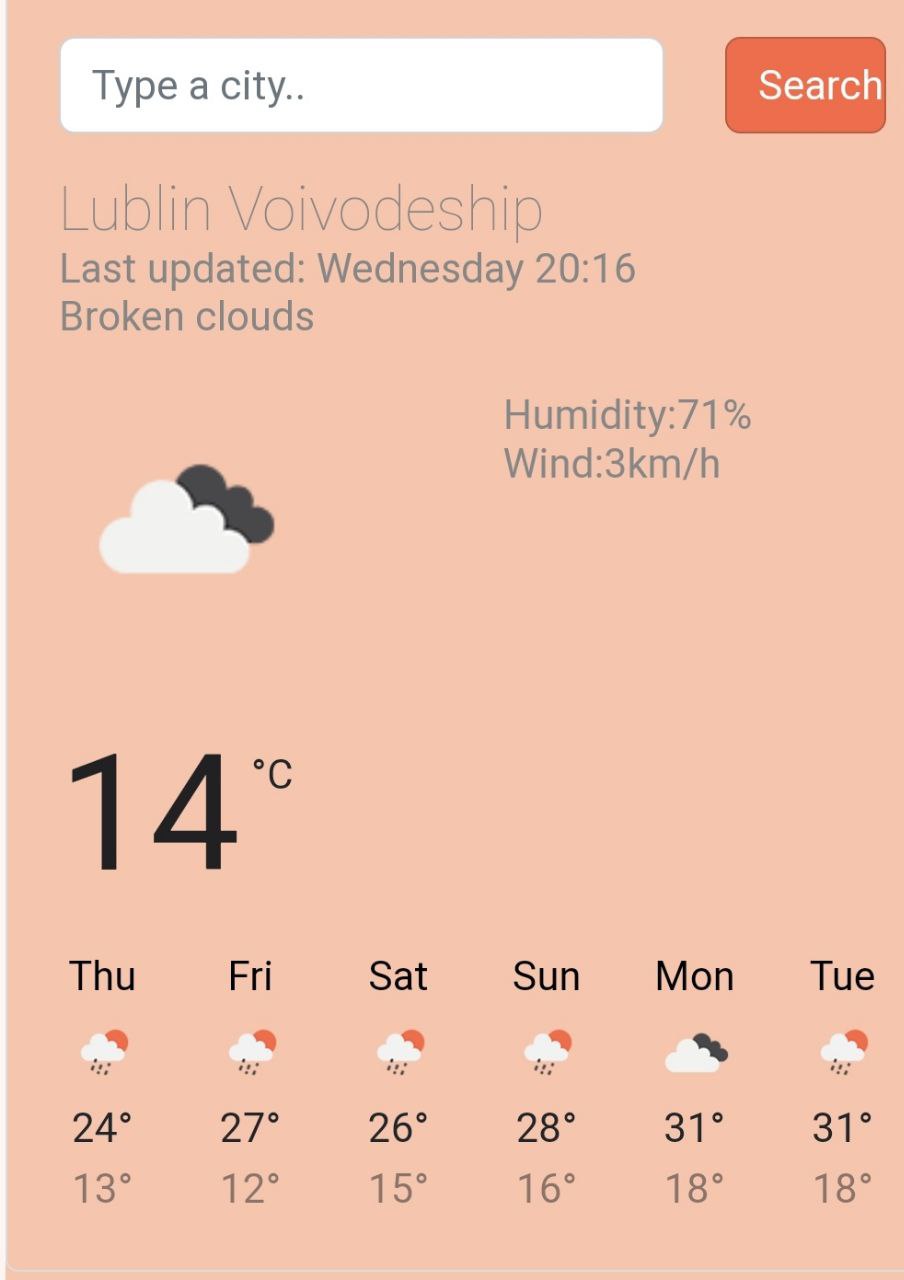 Type a city..
Search
Lublin Voivodeship
Last updated: Wednesday 20:16
Broken clouds
Humidity:71%
Wind:3km/h
14 °C
Thu Fri Sat Sun Mon Tue
24° 27° 26° 28° 31° 31°
13° 12° 15° 16° 18° 18°